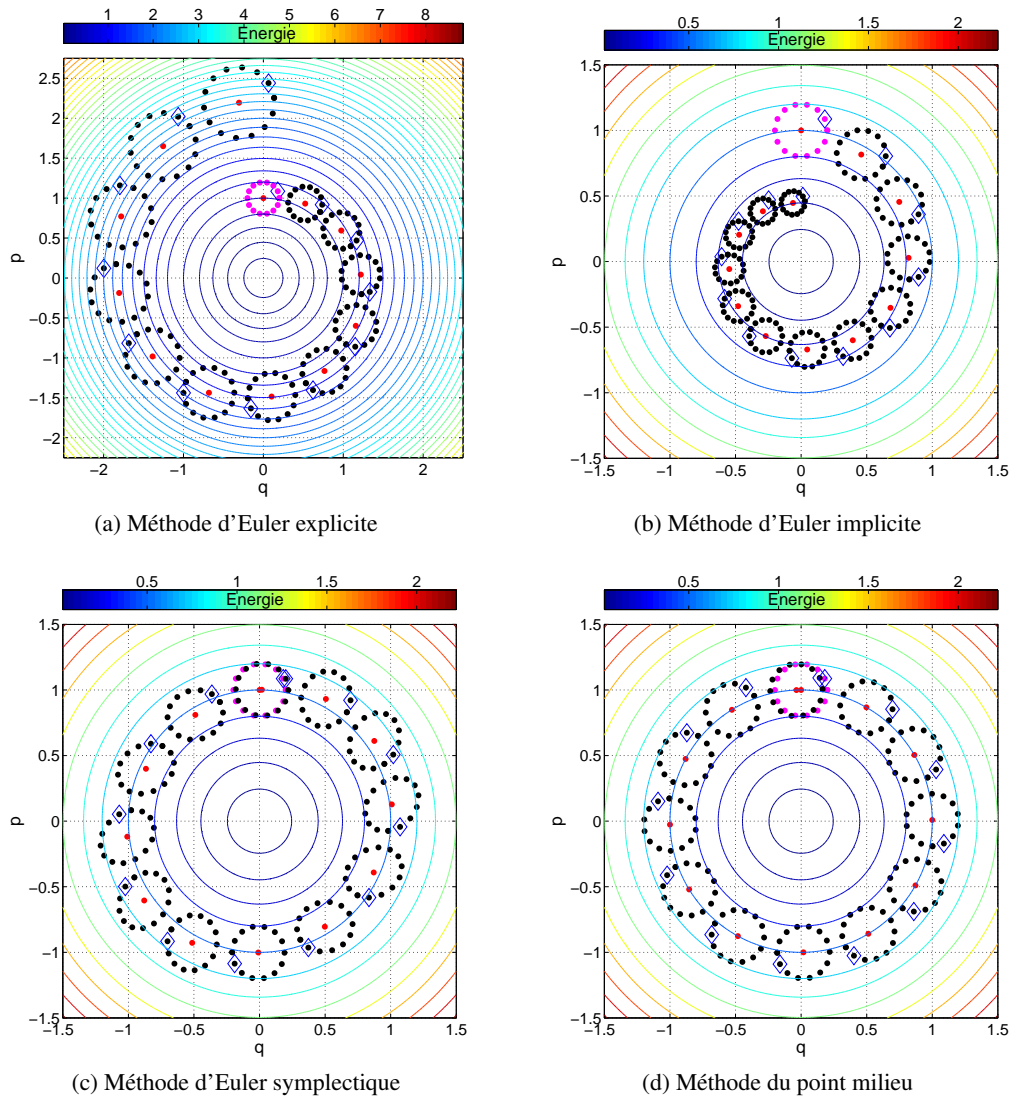 1 2 3 4 5 6 7 8
Energie
2.5
2
1.5
1
0.5
0
−0.5
−1
−1.5
−2
p
−2 −1 0 1 2
q
(a) Méthode d'Euler explicite
0.5 1 1.5 2
Energie
1.5
1
0.5
0
−0.5
−1
−1.5
p
−1.5 −1 −0.5 0 0.5 1 1.5
q
(b) Méthode d'Euler implicite
0.5 1 1.5 2
Energie
1.5
1
0.5
0
−0.5
−1
−1.5
p
−1.5 −1 −0.5 0 0.5 1 1.5
q
(c) Méthode d'Euler symplectique
0.5 1 1.5 2
Energie
1.5
1
0.5
0
−0.5
−1
−1.5
p
−1.5 −1 −0.5 0 0.5 1 1.5
q
(d) Méthode du point milieu